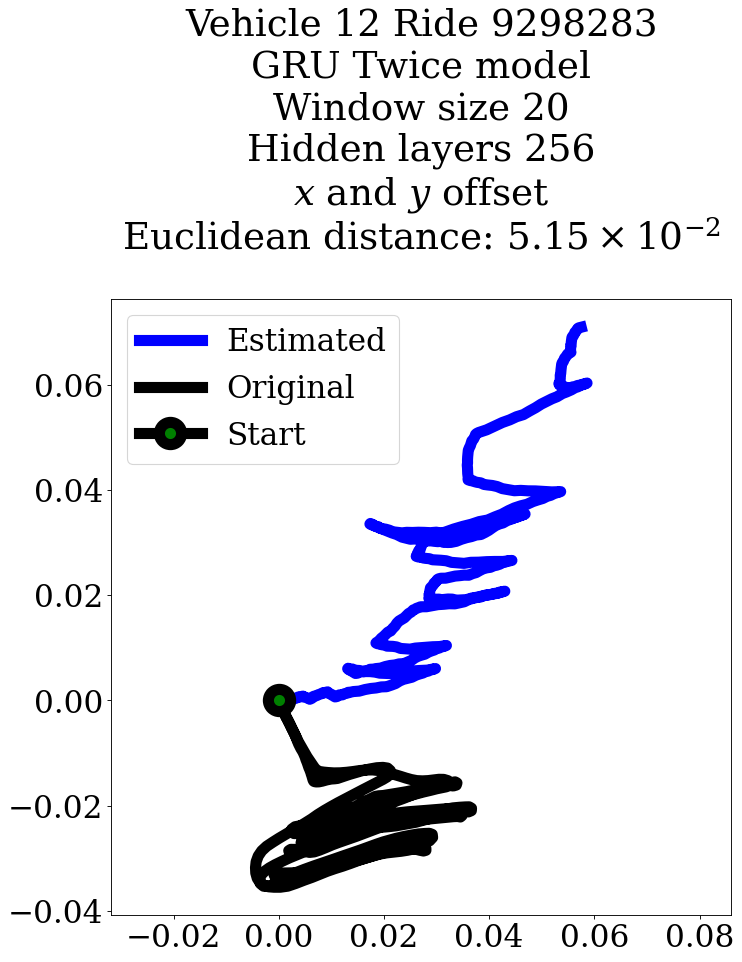 Vehicle 12 Ride 9298283
GRU Twice model
Window size 20
Hidden layers 256
x and y offset
Euclidean distance: 5.15 × 10⁻²
Estimated
Original
Start
0.06
0.04
0.02
0.00
−0.02
−0.04
−0.02 0.00 0.02 0.04 0.06 0.08